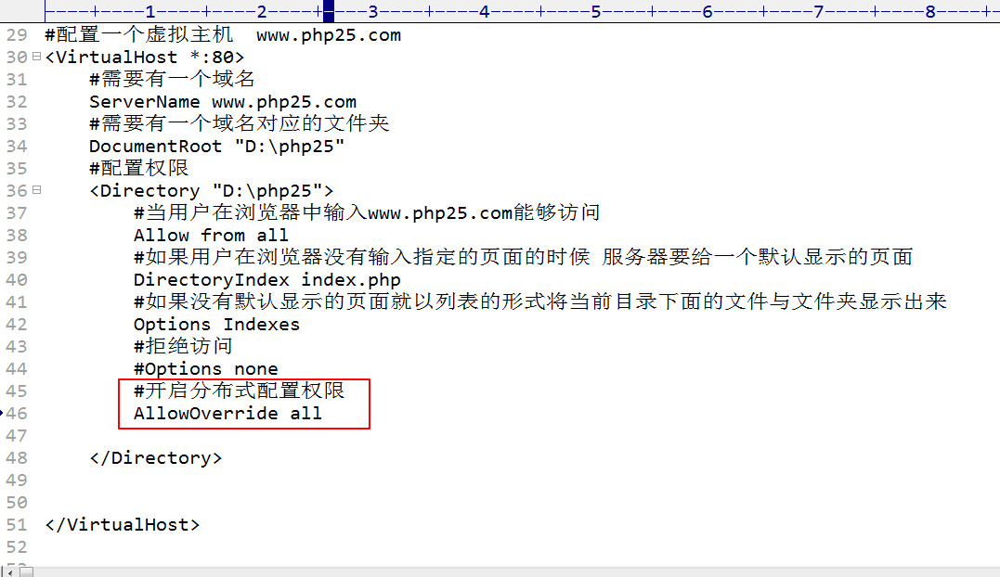 ----+----1----+----2----+----3----+----4----+----5----+----6----+----7----+----8----+
29 #配置一个虚拟主机  www.php25.com
30 <VirtualHost *:80>
31     #需要有一个域名
32     ServerName www.php25.com
33     #需要有一个域名对应的文件夹
34     DocumentRoot "D:\php25"
35     #配置权限
36     <Directory "D:\php25">
37         #当用户在浏览器中输入www.php25.com能够访问
38         Allow from all
39         #如果用户在浏览器没有输入指定的页面的时候 服务器要给一个默认显示的页面
40         DirectoryIndex index.php
41         #如果没有默认显示的页面就以列表的形式将当前目录下面的文件与文件夹显示出来
42         Options Indexes
43         #拒绝访问
44         #Options none
45         #开启分布式配置权限
46         AllowOverride all
47
48     </Directory>
49
50
51 </VirtualHost>
52